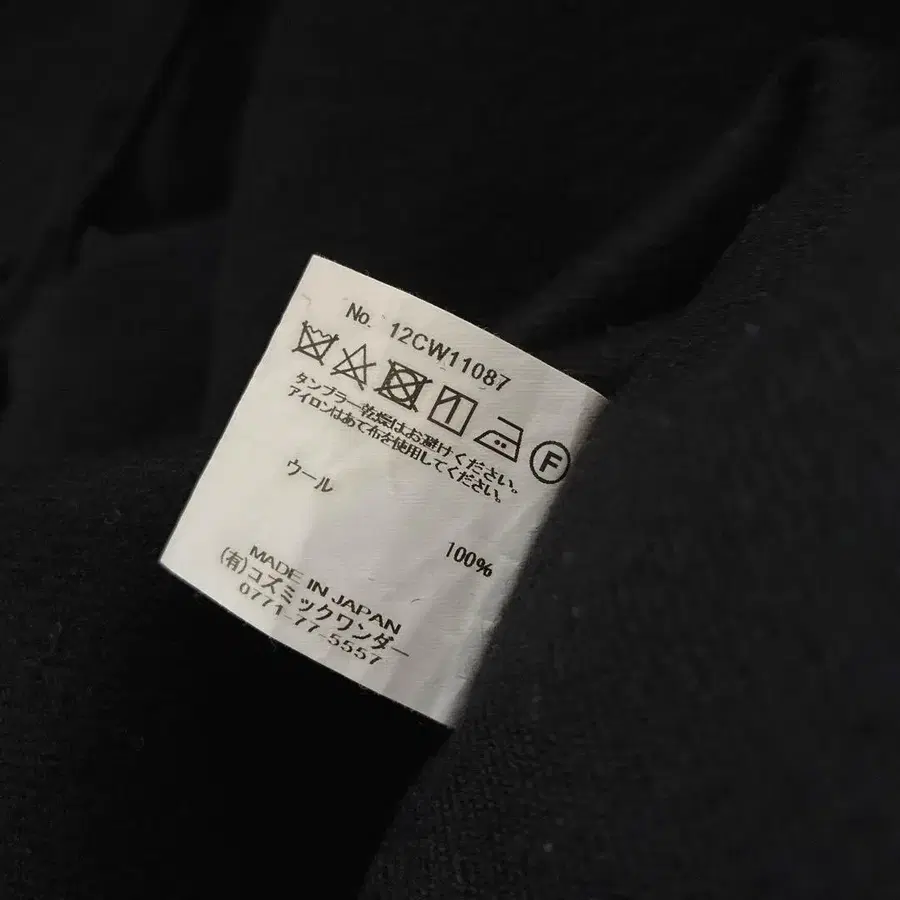 No. 12CW11087
F
タンブラー乾燥はお避けください。
アイロンはあて布を使用してください。
ウール
100%
MADE IN JAPAN
(有)コズミックワンダー
0771-77-5557